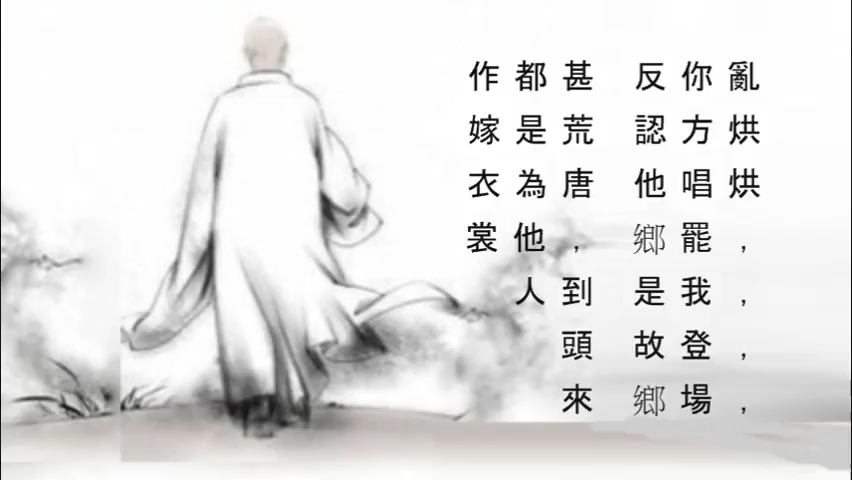 亂烘烘，，，
你方唱罷我登場
反認他鄉是故鄉
甚荒唐，到頭來
都是為他人
作嫁衣裳